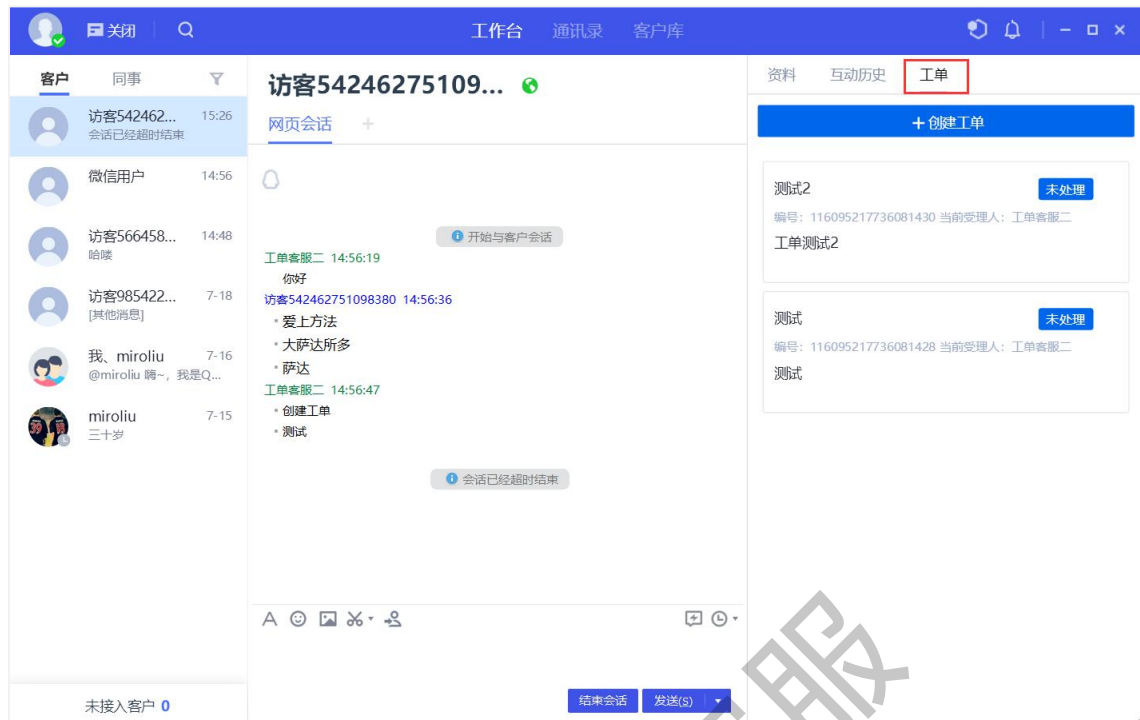 关闭
工作台 通讯录 客户库
客户 同事
访客542462... 15:26
会话已经超时结束
微信用户 14:56
访客566458... 14:48
哈喽
访客985422... 7-18
[其他消息]
我、miroliu 7-16
@miroliu 嗨~，我是Q...
miroliu 7-15
三十岁
未接入客户 0
访客54246275109...
网页会话 +
开始与客户会话
工单客服二 14:56:19
你好
访客542462751098380 14:56:36
爱上方法
大萨达所多
萨达
工单客服二 14:56:47
创建工单
测试
会话已经超时结束
结束会话 发送(S)
资料 互动历史 工单
+创建工单
测试2 未处理
编号：116095217736081430 当前受理人：工单客服二
工单测试2
测试 未处理
编号：116095217736081428 当前受理人：工单客服二
测试
服